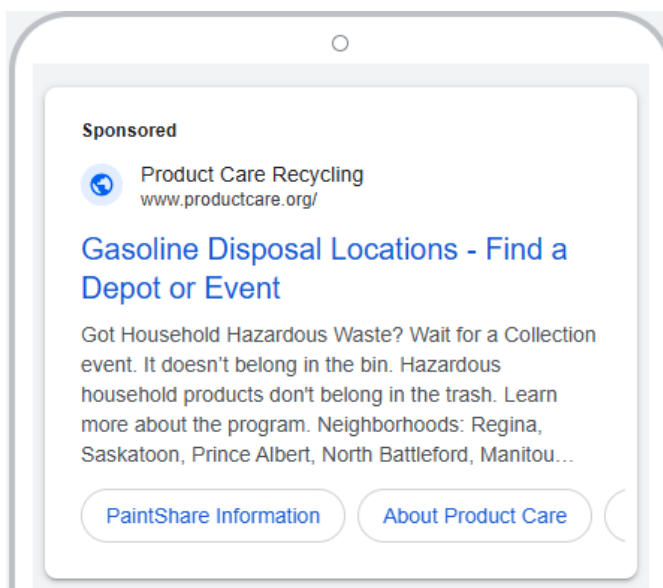 Sponsored
Product Care Recycling
www.productcare.org/
Gasoline Disposal Locations - Find a
Depot or Event
Got Household Hazardous Waste? Wait for a Collection
event. It doesn’t belong in the bin. Hazardous
household products don't belong in the trash. Learn
more about the program. Neighborhoods: Regina,
Saskatoon, Prince Albert, North Battleford, Manitou…
PaintShare Information
About Product Care